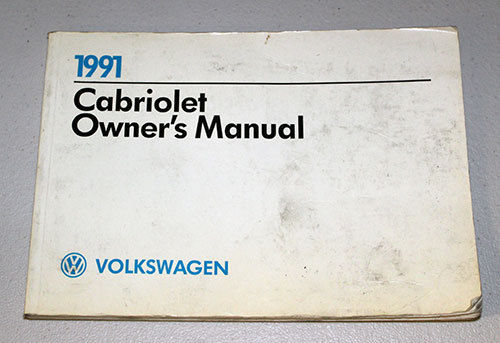 1991
Cabriolet
Owner's Manual
VOLKSWAGEN